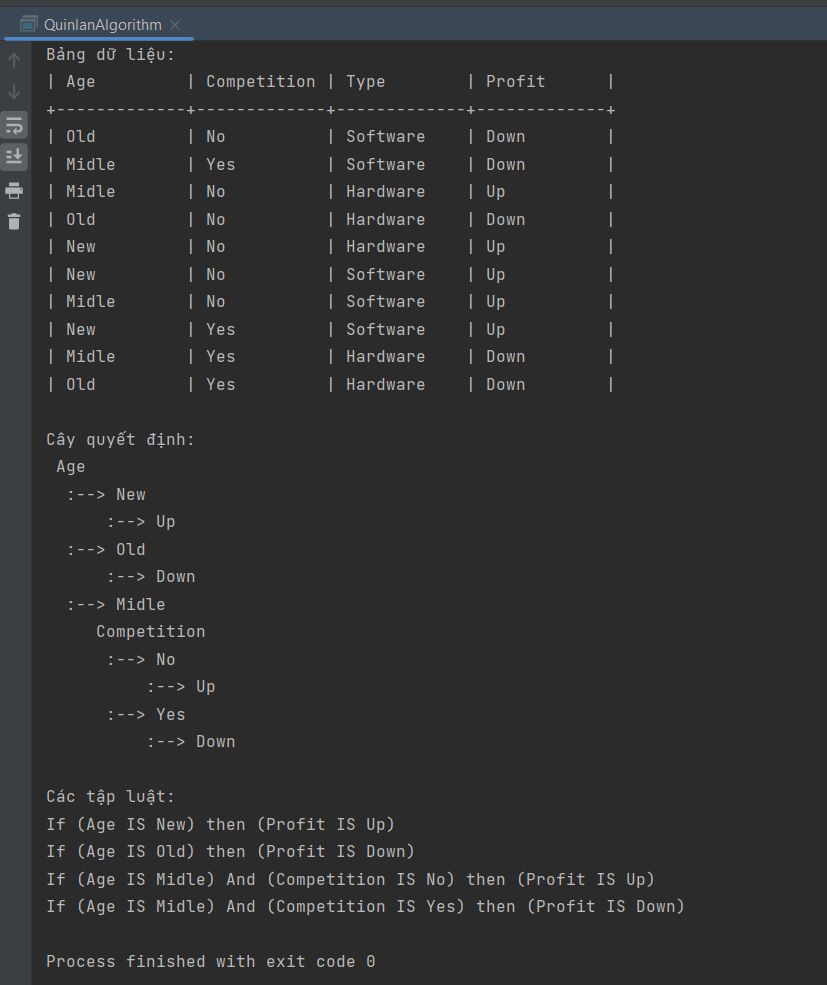 QuinlanAlgorithm
Bảng dữ liệu:
| Age         | Competition | Type        | Profit      |
+-------------+-------------+-------------+-------------+
| Old         | No          | Software    | Down        |
| Midle       | Yes         | Software    | Down        |
| Midle       | No          | Hardware    | Up          |
| Old         | No          | Hardware    | Down        |
| New         | No          | Hardware    | Up          |
| New         | No          | Software    | Up          |
| Midle       | No          | Software    | Up          |
| New         | Yes         | Software    | Up          |
| Midle       | Yes         | Hardware    | Down        |
| Old         | Yes         | Hardware    | Down        |
Cây quyết định:
 Age
  :--> New
      :--> Up
  :--> Old
      :--> Down
  :--> Midle
     Competition
      :--> No
          :--> Up
      :--> Yes
          :--> Down
Các tập luật:
If (Age IS New) then (Profit IS Up)
If (Age IS Old) then (Profit IS Down)
If (Age IS Midle) And (Competition IS No) then (Profit IS Up)
If (Age IS Midle) And (Competition IS Yes) then (Profit IS Down)
Process finished with exit code 0